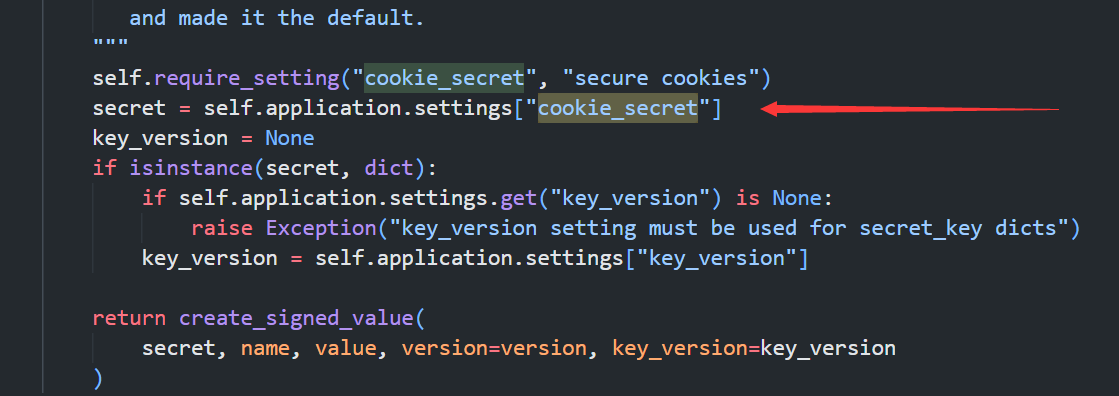 and made it the default.
"""
self.require_setting("cookie_secret", "secure cookies")
secret = self.application.settings["cookie_secret"]
key_version = None
if isinstance(secret, dict):
if self.application.settings.get("key_version") is None:
raise Exception("key_version setting must be used for secret_key dicts")
key_version = self.application.settings["key_version"]
return create_signed_value(
secret, name, value, version=version, key_version=key_version
)